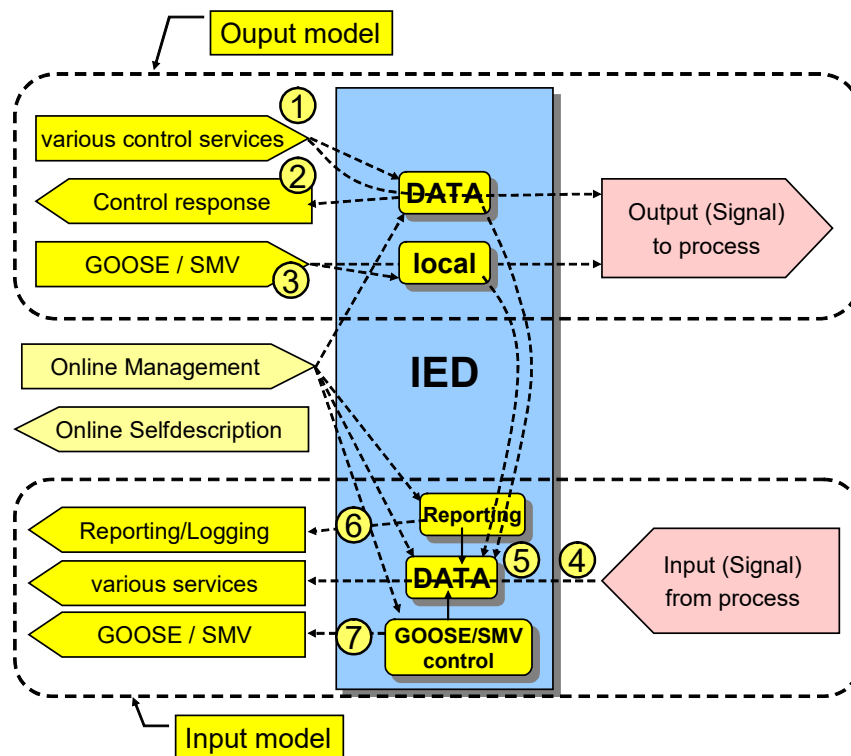 Ouput model
1
various control services
2
DATA
Control response
Output (Signal)
to process
GOOSE / SMV
3
local
Online Management
IED
Online Selfdescription
Reporting
Reporting/Logging
6
5
4
various services
DATA
Input (Signal)
from process
GOOSE / SMV
7
GOOSE/SMV
control
Input model